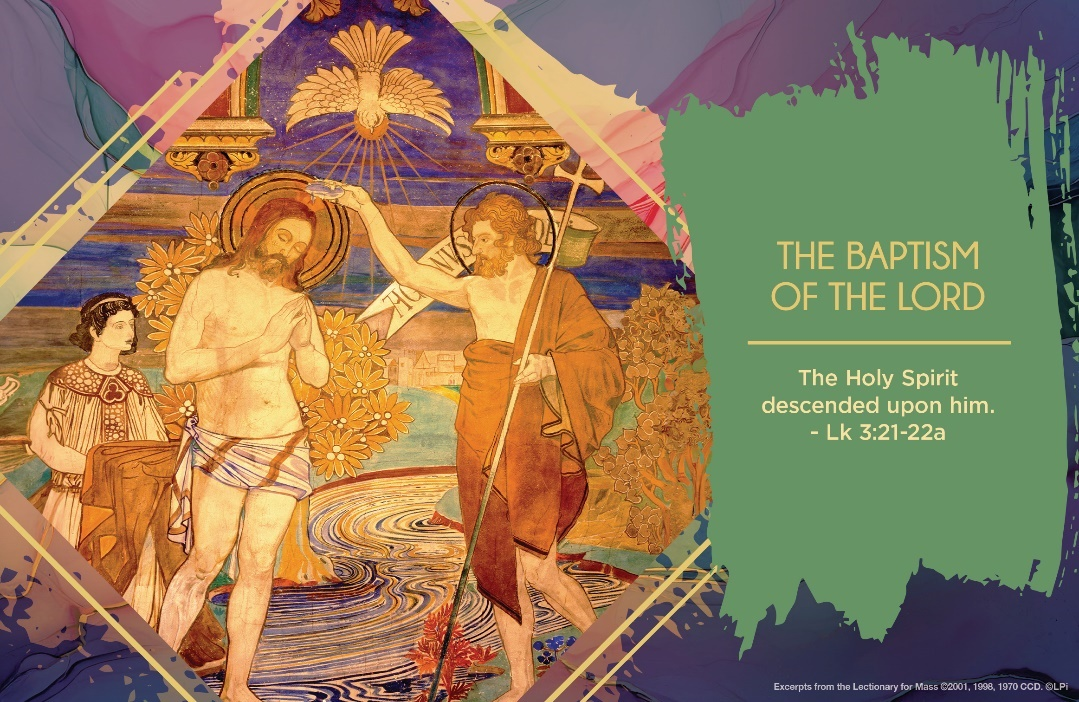 THE BAPTISM
OF THE LORD
The Holy Spirit
descended upon him.
- Lk 3:21-22a
Excerpts from the Lectionary for Mass ©2001, 1998, 1970 CCD. ©LPi